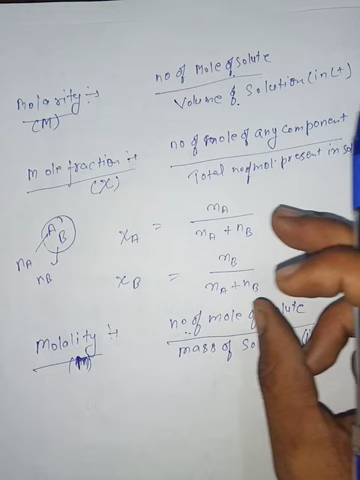 Molarity :- no of Mole of solute
(M) Volume of Solution (in Lt)
Mole fraction :- no of mole of any component
(X) Total no of mol. present in
A B
nA
nB
xA = nA / nA + nB
xB = nB / nA + nB
Molality :- no of mole of solute
mass of